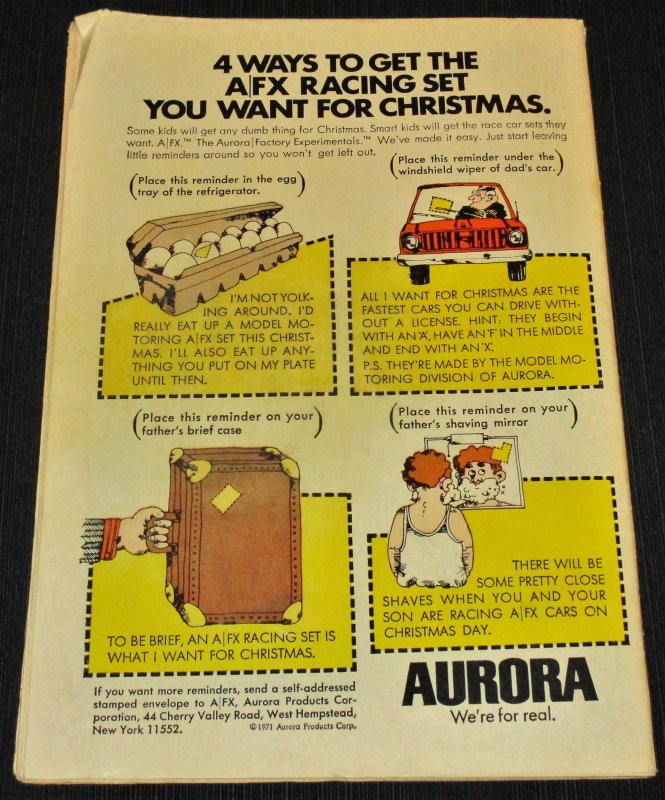 4 WAYS TO GET THE
A|FX RACING SET
YOU WANT FOR CHRISTMAS.
Some kids will get any dumb thing for Christmas. Smart kids will get the race car sets they
want. A|FX.™ The Aurora|Factory Experimentals.™ We've made it easy. Just start leaving
little reminders around so you won't get left out.
(Place this reminder in the egg
tray of the refrigerator.)
I'M NOT YOLK-
ING AROUND. I'D
REALLY EAT UP A MODEL MO-
TORING A|FX SET THIS CHRIST-
MAS. I'LL ALSO EAT UP ANY-
THING YOU PUT ON MY PLATE
UNTIL THEN.
(Place this reminder under the
windshield wiper of dad's car.)
ALL I WANT FOR CHRISTMAS ARE THE
FASTEST CARS YOU CAN DRIVE WITH-
OUT A LICENSE. HINT: THEY BEGIN
WITH AN 'A', HAVE AN 'F' IN THE MIDDLE
AND END WITH AN 'X'.
P.S. THEY'RE MADE BY THE MODEL MO-
TORING DIVISION OF AURORA.
(Place this reminder on your
father's brief case)
TO BE BRIEF, AN A|FX RACING SET IS
WHAT I WANT FOR CHRISTMAS.
(Place this reminder on your
father's shaving mirror)
THERE WILL BE
SOME PRETTY CLOSE
SHAVES WHEN YOU AND YOUR
SON ARE RACING A|FX CARS ON
CHRISTMAS DAY.
If you want more reminders, send a self-addressed
stamped envelope to A|FX, Aurora Products Cor-
poration, 44 Cherry Valley Road, West Hempstead,
New York 11552.
©1971 Aurora Products Corp.
AURORA
We're for real.